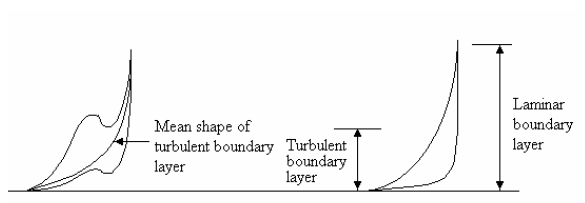 Mean shape of
turbulent boundary
layer
Turbulent
boundary
layer
Laminar
boundary
layer